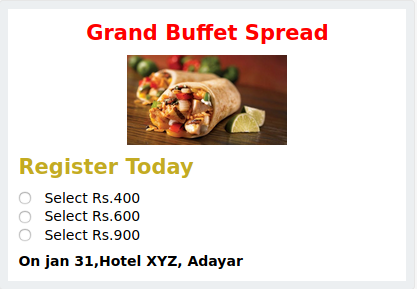 Grand Buffet Spread
Register Today
Select Rs.400
Select Rs.600
Select Rs.900
On jan 31,Hotel XYZ, Adayar